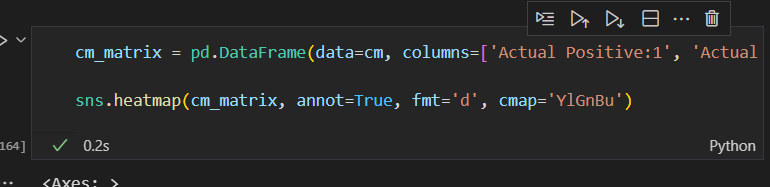 cm_matrix = pd.DataFrame(data=cm, columns=['Actual Positive:1', 'Actual
sns.heatmap(cm_matrix, annot=True, fmt='d', cmap='YlGnBu')
164]
0.2s
Python
<Axes: >